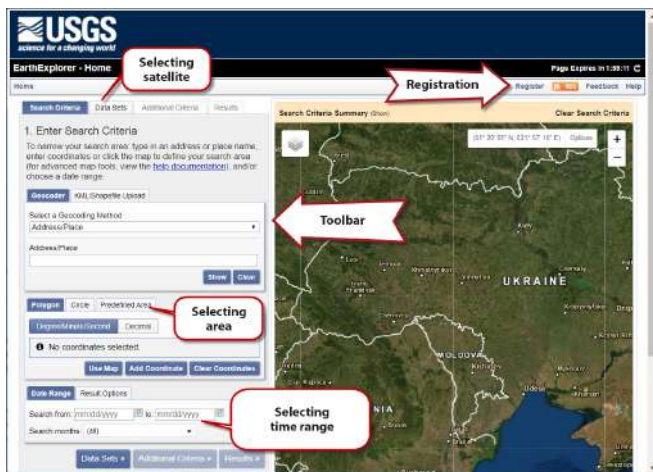 USGS
science for a changing world
EarthExplorer - Home
Page Expires in 1:59:11
Home
Register
Feedback
Help
Selecting
satellite
Registration
Search Criteria
Data Sets
Additional Criteria
Results
Search Criteria Summary (Show)
Clear Search Criteria
1. Enter Search Criteria
To narrow your search area: type in an address or place name,
enter coordinates or click the map to define your search area
(for advanced map tools, view the help documentation), and/or
choose a date range.
Geocoder
KML/Shapefile Upload
Select a Geocoding Method
Address/Place
Address/Place
Show
Clear
Toolbar
Options
+
−
Polygon
Circle
Predefined Area
Selecting
area
Degree/Minute/Second
Decimal
No coordinates selected.
Use Map
Add Coordinate
Clear Coordinates
Date Range
Result Options
Search from: mm/dd/yyyy to: mm/dd/yyyy
Search months: (All)
Selecting
time range
Data Sets »
Additional Criteria »
Results »
Kiev
UKRAINE
MOLDOVA
Odesa